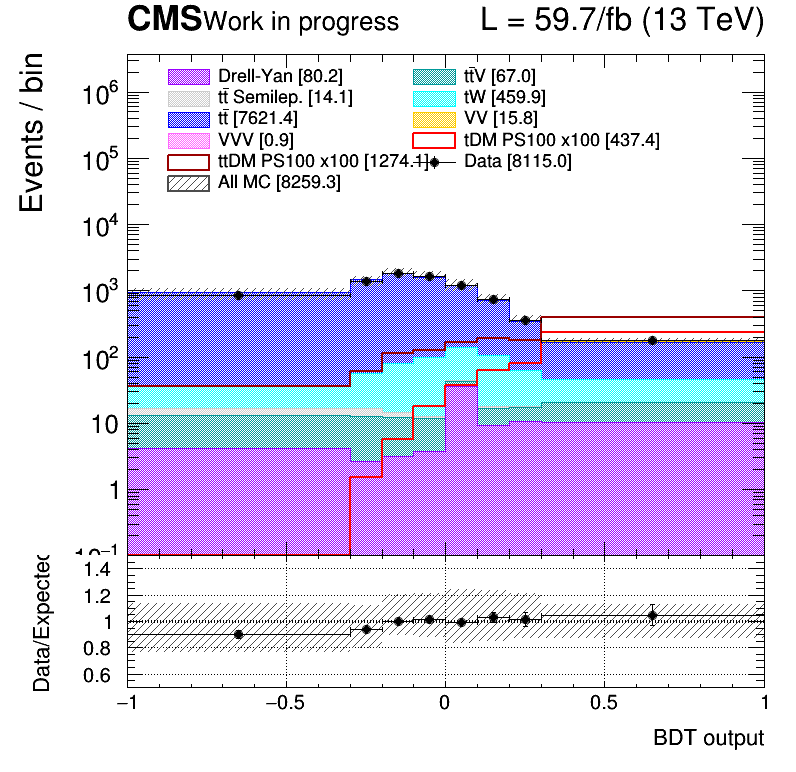 CMS Work in progress L = 59.7/fb (13 TeV)
Events / bin
Drell-Yan [80.2] tt̄V [67.0]
tt̄ Semilep. [14.1] tW [459.9]
tt̄ [7621.4] VV [15.8]
VVV [0.9] tDM PS100 x100 [437.4]
ttDM PS100 x100 [1274.1] Data [8115.0]
All MC [8259.3]
10⁶
10⁵
10⁴
10³
10²
10
1
10⁻¹
Data/Expected
1.4
1.2
1
0.8
0.6
−1 −0.5 0 0.5 1
BDT output